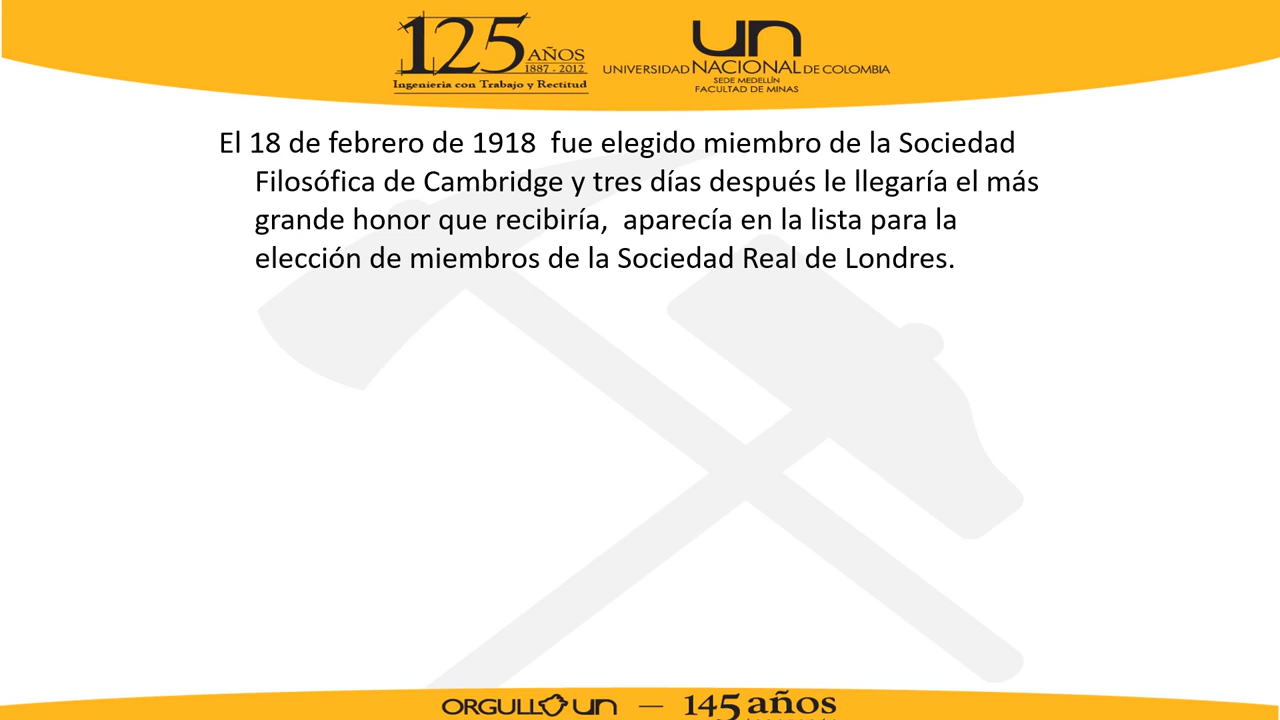 125 AÑOS
1887 - 2012
Ingeniería con Trabajo y Rectitud
un
UNIVERSIDAD NACIONAL DE COLOMBIA
SEDE MEDELLÍN
FACULTAD DE MINAS
El 18 de febrero de 1918 fue elegido miembro de la Sociedad
Filosófica de Cambridge y tres días después le llegaría el más
grande honor que recibiría, aparecía en la lista para la
elección de miembros de la Sociedad Real de Londres.
ORGULLO un — 145 años